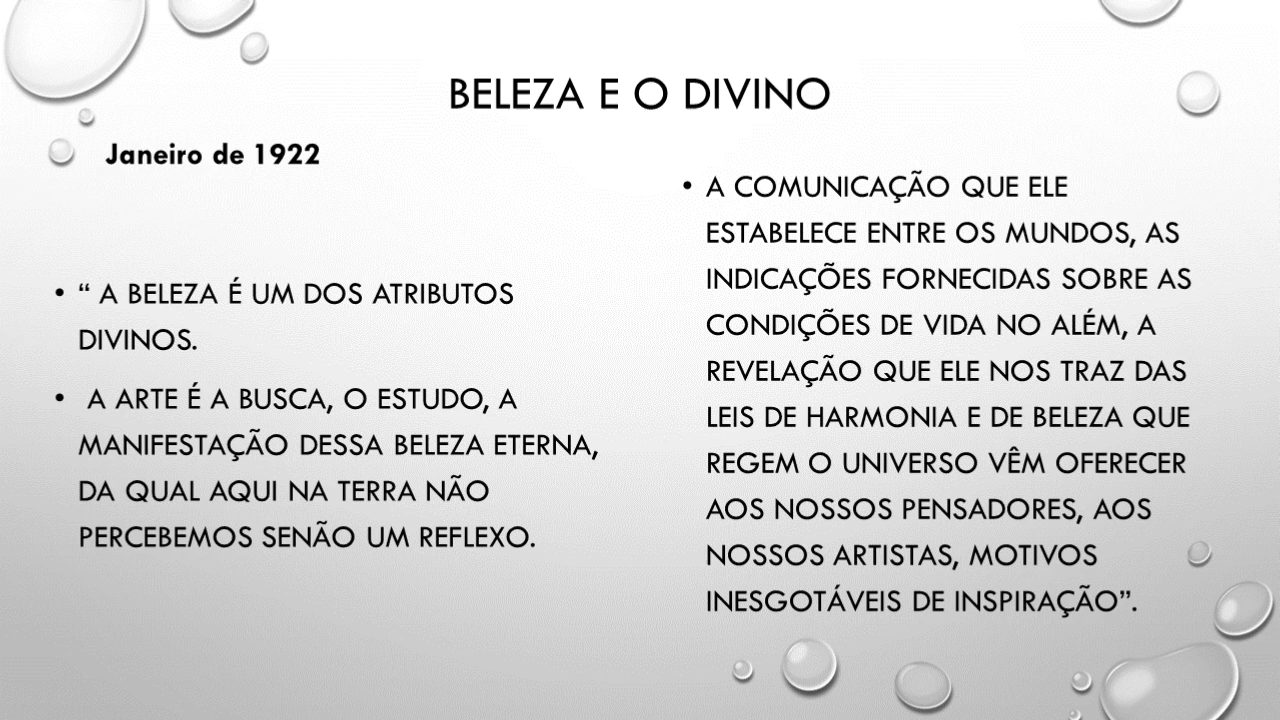 BELEZA E O DIVINO
Janeiro de 1922
• “ A BELEZA É UM DOS ATRIBUTOS
DIVINOS.
• A ARTE É A BUSCA, O ESTUDO, A
MANIFESTAÇÃO DESSA BELEZA ETERNA,
DA QUAL AQUI NA TERRA NÃO
PERCEBEMOS SENÃO UM REFLEXO.
• A COMUNICAÇÃO QUE ELE
ESTABELECE ENTRE OS MUNDOS, AS
INDICAÇÕES FORNECIDAS SOBRE AS
CONDIÇÕES DE VIDA NO ALÉM, A
REVELAÇÃO QUE ELE NOS TRAZ DAS
LEIS DE HARMONIA E DE BELEZA QUE
REGEM O UNIVERSO VÊM OFERECER
AOS NOSSOS PENSADORES, AOS
NOSSOS ARTISTAS, MOTIVOS
INESGOTÁVEIS DE INSPIRAÇÃO”.